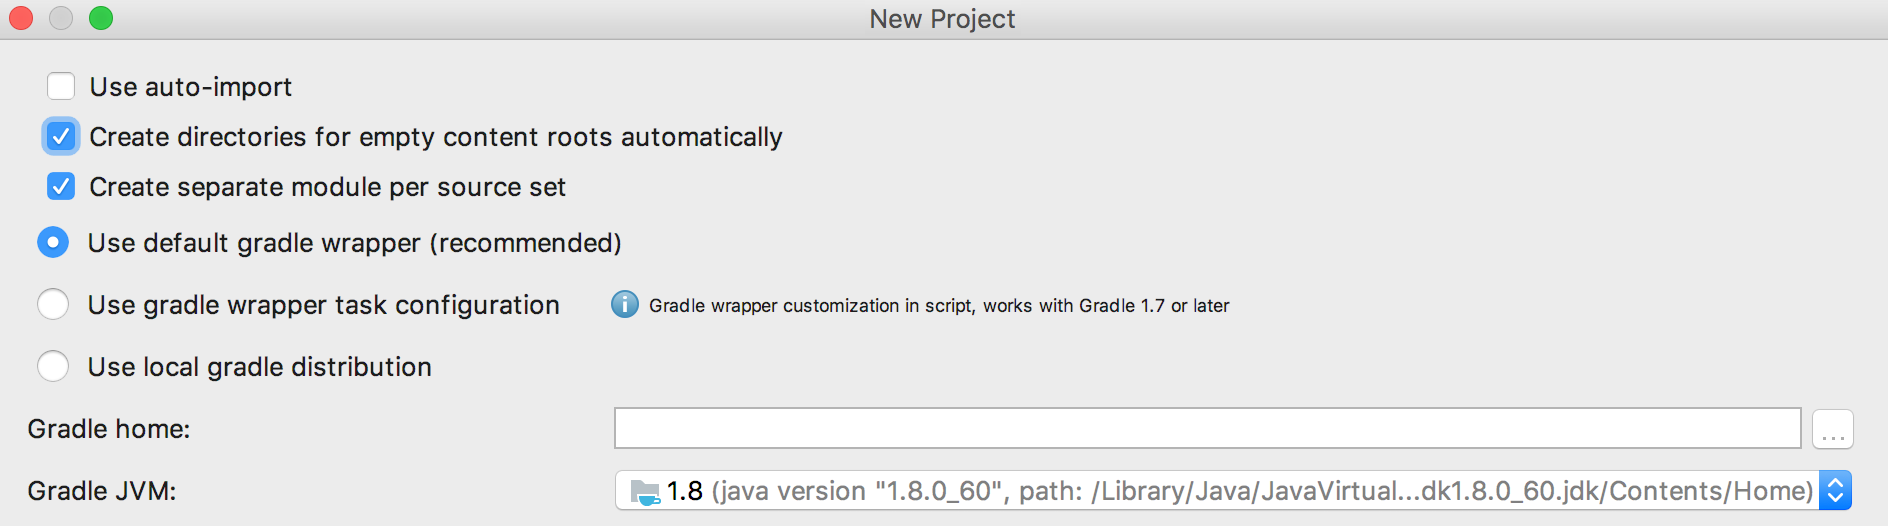 New Project
Use auto-import
Create directories for empty content roots automatically
Create separate module per source set
Use default gradle wrapper (recommended)
Use gradle wrapper task configuration
Gradle wrapper customization in script, works with Gradle 1.7 or later
Use local gradle distribution
Gradle home:
...
Gradle JVM:
1.8 (java version "1.8.0_60", path: /Library/Java/JavaVirtual...dk1.8.0_60.jdk/Contents/Home)